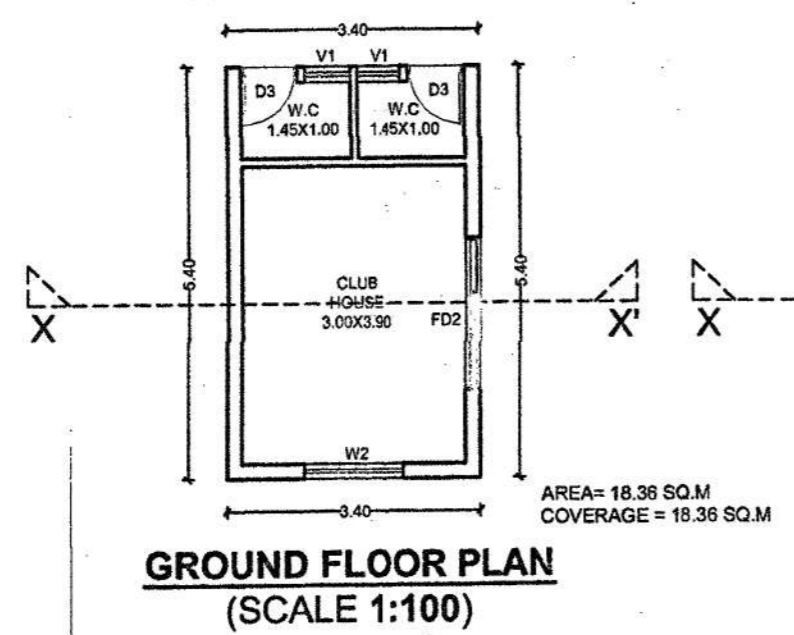 3.40
V1 V1
D3 D3
W.C W.C
1.45X1.00 1.45X1.00
5.40 5.40
CLUB
HOUSE
3.00X3.90 FD2
X X' X
W2
3.40
AREA= 18.36 SQ.M
COVERAGE = 18.36 SQ.M
GROUND FLOOR PLAN
(SCALE 1:100)